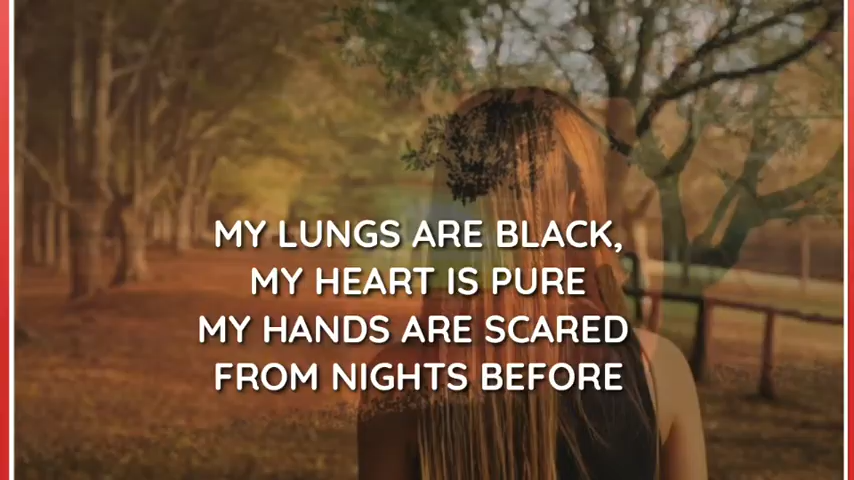 MY LUNGS ARE BLACK,
MY HEART IS PURE
MY HANDS ARE SCARED
FROM NIGHTS BEFORE